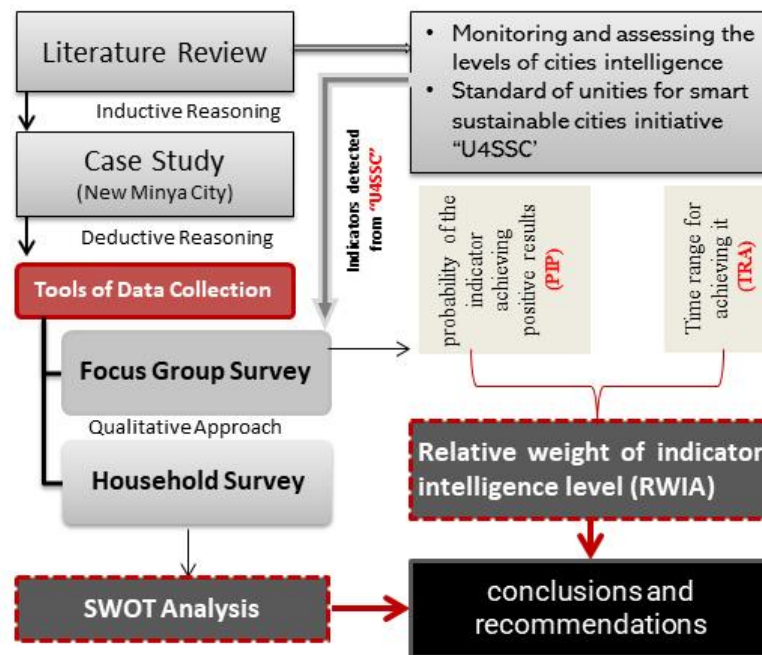 Literature Review
• Monitoring and assessing the
levels of cities intelligence
• Standard of unities for smart
sustainable cities initiative
“U4SSC’
Inductive Reasoning
Case Study
(New Minya City)
Deductive Reasoning
Indicators detected
from “U4SSC”
Tools of Data Collection
probability of the
indicator
achieving
positive results
(PIP)
Time range for
achieving it
(TRA)
Focus Group Survey
Qualitative Approach
Household Survey
Relative weight of indicator
intelligence level (RWIA)
SWOT Analysis
conclusions and
recommendations